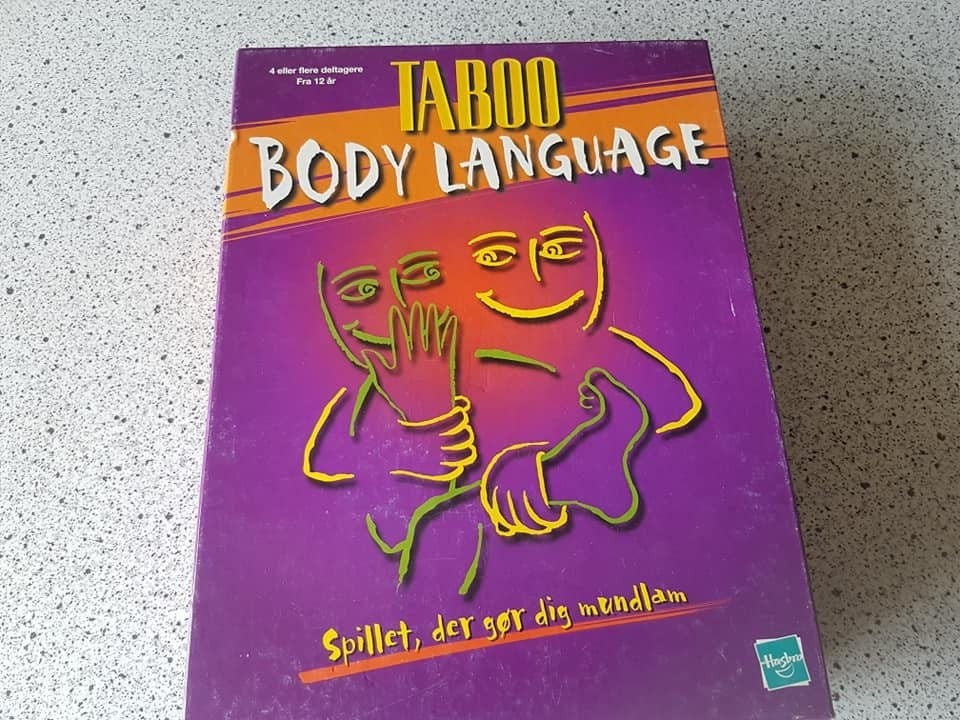 4 eller flere deltagere
Fra 12 år
TABOO
BODY LANGUAGE
Spillet, der gør dig mundlam
Hasbro